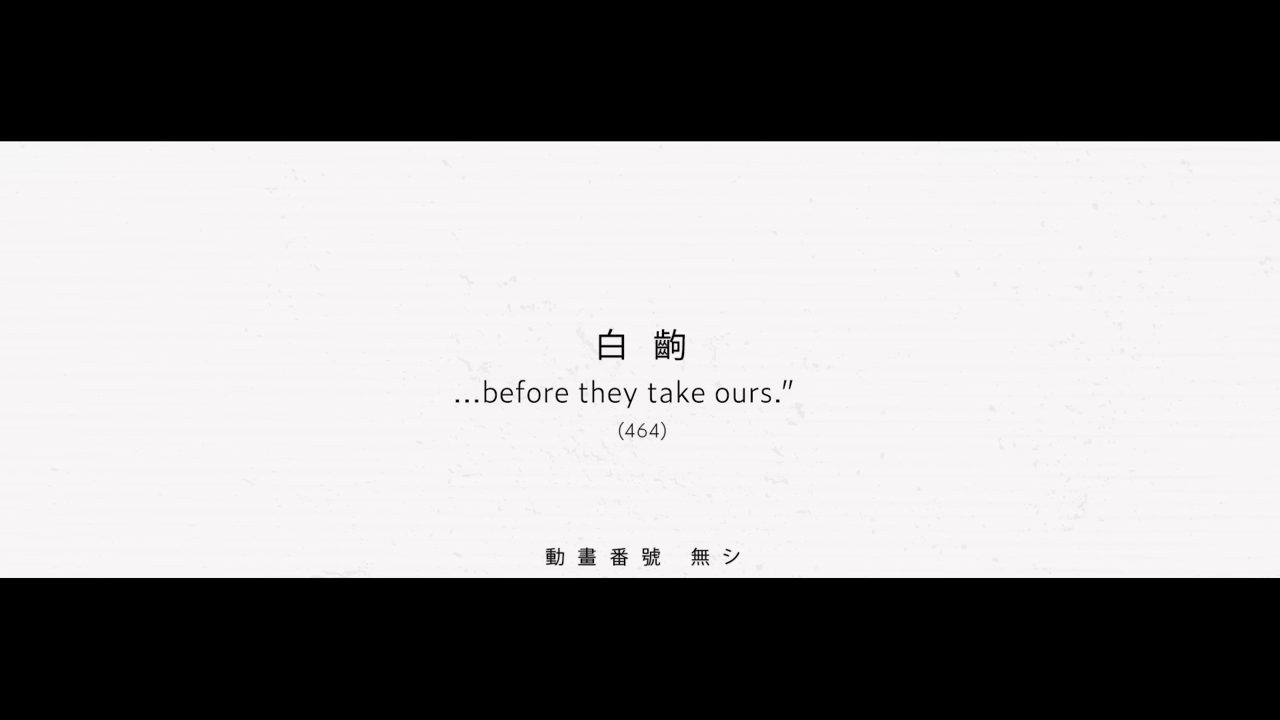 白 齣
…before they take ours.”
(464)
動 畫 番 號 無 シ